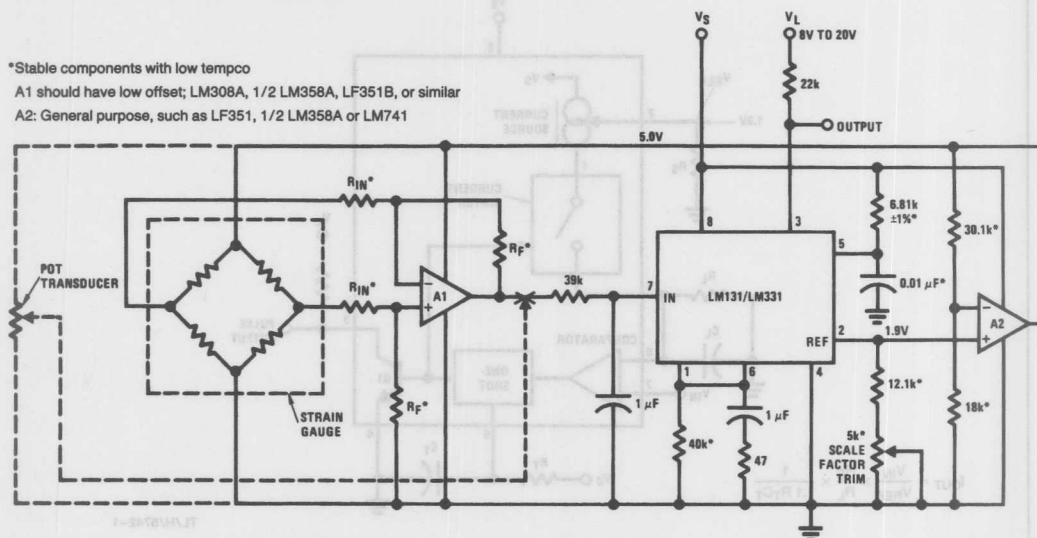 *Stable components with low tempco
A1 should have low offset; LM308A, 1/2 LM358A, LF351B, or similar
A2: General purpose, such as LF351, 1/2 LM358A or LM741
VS
VL
8V TO 20V
22k
OUTPUT
5.0V
RIN*
RF*
6.81k
±1%*
30.1k*
8
3
5
POT
TRANSDUCER
RIN*
A1
39k
7
IN
LM131/LM331
0.01 µF*
REF
2
1.9V
A2
1
6
4
RF*
STRAIN
GAUGE
1 µF
40k*
1 µF
47
12.1k*
18k*
5k*
SCALE
FACTOR
TRIM